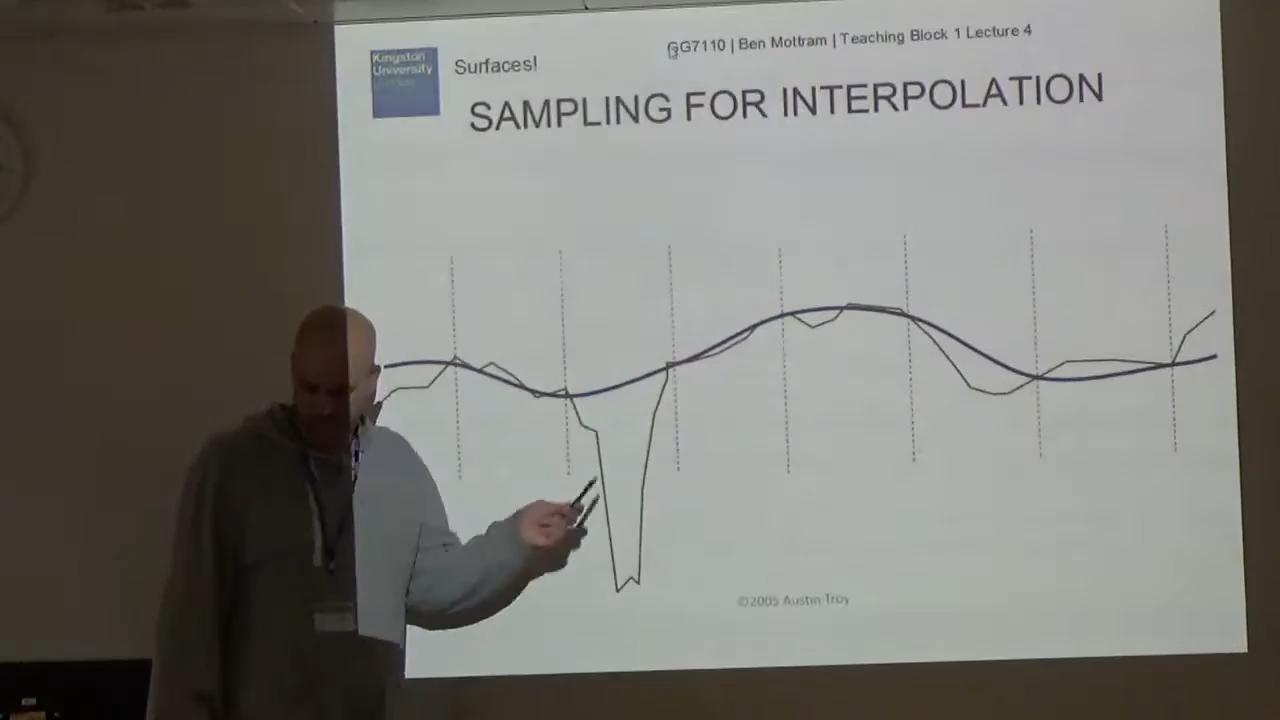 Kingston
University
Surfaces!
GG7110 | Ben Mottram | Teaching Block 1 Lecture 4
SAMPLING FOR INTERPOLATION
©2005 Austin Troy